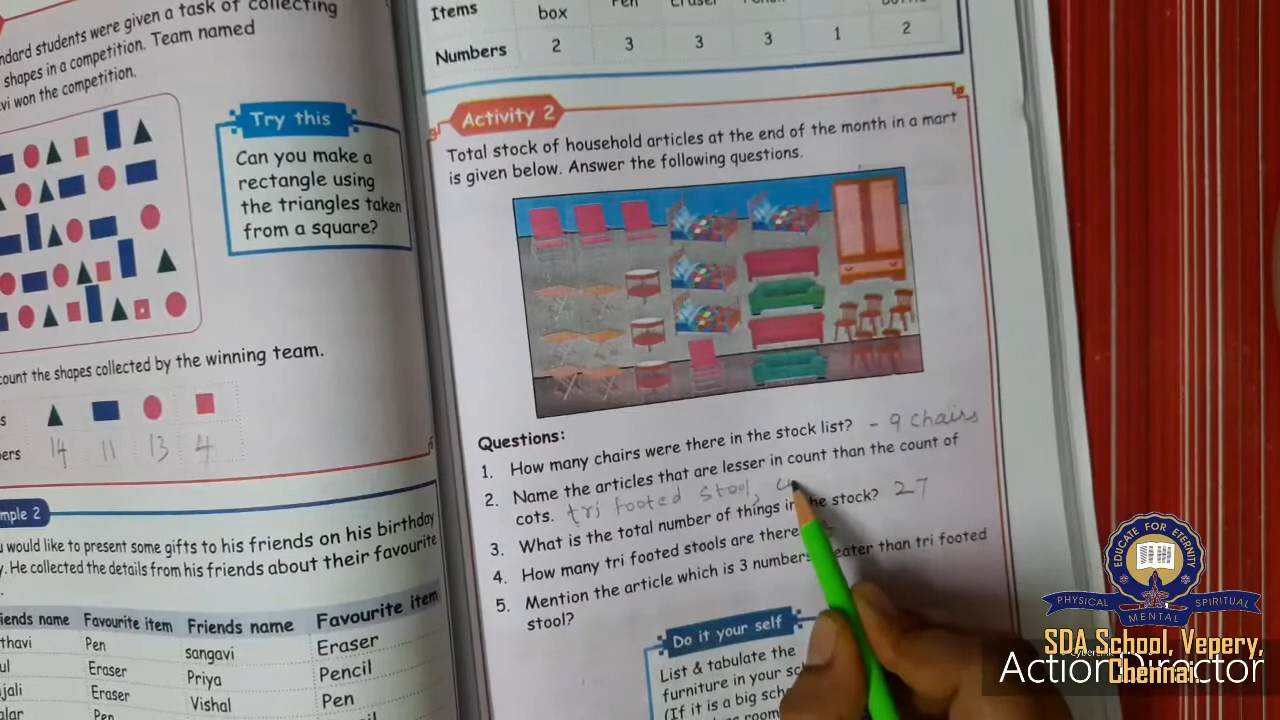 ndard students were given a task of collecting
shapes in a competition. Team named
vi won the competition.
Try this
Can you make a
rectangle using
the triangles taken
from a square?
count the shapes collected by the winning team.
s
ers 14 11 13 4
mple 2
u would like to present some gifts to his friends on his birthday
. He collected the details from his friends about their favourite
iends name Favourite item Friends name Favourite item
thavi Pen sangavi Eraser
ul Eraser Priya Pencil
jali Eraser Vishal Pen
alar Pen
Items box Pen
Numbers 2 3 3 3 1 2
Activity 2
Total stock of household articles at the end of the month in a mart
is given below. Answer the following questions.
Questions:
1. How many chairs were there in the stock list? - 9 chairs
2. Name the articles that are lesser in count than the count of
cots. tri footed stool,
3. What is the total number of things in the stock? 27
4. How many tri footed stools are there
5. Mention the article which is 3 numbers greater than tri footed
stool?
Do it your self
List & tabulate the
furniture in your sc
(If it is a big sch
room
EDUCATE FOR ETERNITY
PHYSICAL MENTAL SPIRITUAL
SDA School, Vepery,
Chennai.
ActionDirector